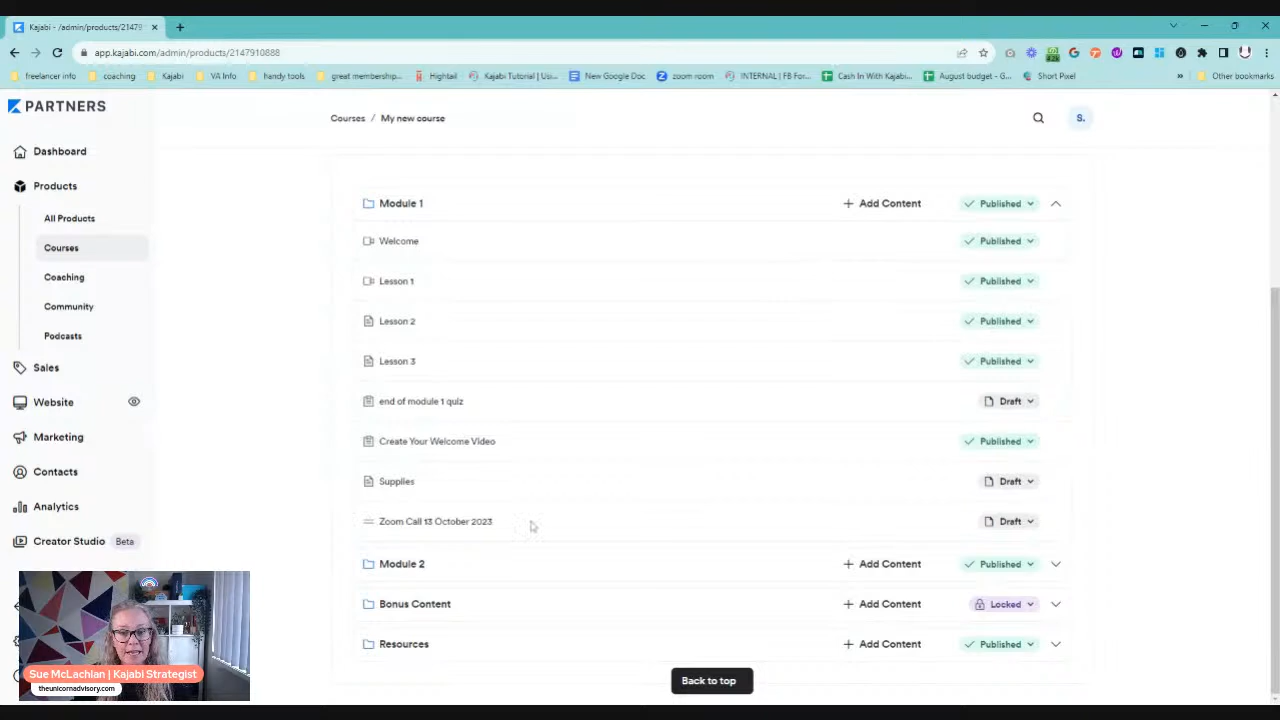 Kajabi - /admin/products/21479
app.kajabi.com/admin/products/2147910888
freelancer info
coaching
Kajabi
VA Info
handy tools
great membership...
Hightail
Kajabi Tutorial | Usi...
New Google Doc
zoom room
INTERNAL | FB For...
Cash In With Kajabi...
August budget - G...
Short Pixel
»
Other bookmarks
PARTNERS
Courses / My new course
S.
Dashboard
Products
All Products
Courses
Coaching
Community
Podcasts
Sales
Website
Marketing
Contacts
Analytics
Creator Studio Beta
Module 1 + Add Content Published
Welcome Published
Lesson 1 Published
Lesson 2 Published
Lesson 3 Published
end of module 1 quiz Draft
Create Your Welcome Video Published
Supplies Draft
Zoom Call 13 October 2023 Draft
Module 2 + Add Content Published
Bonus Content + Add Content Locked
Resources + Add Content Published
Back to top
Sue McLachlan | Kajabi Strategist
theunicornadvisory.com